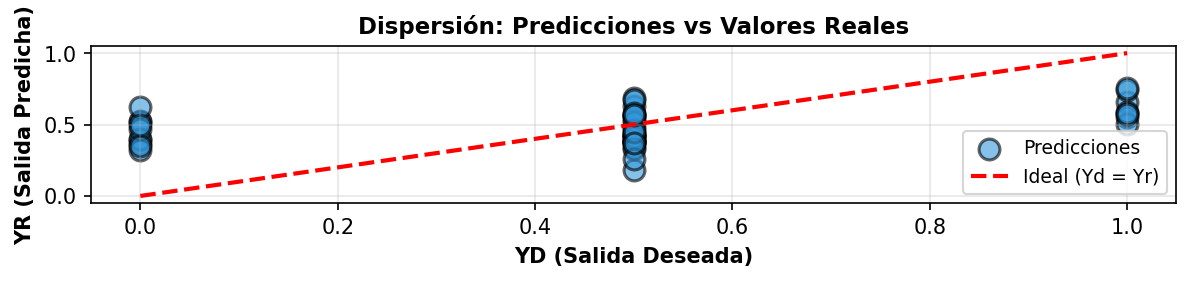 Dispersión: Predicciones vs Valores Reales
YR (Salida Predicha)
1.0
0.5
0.0
Predicciones
Ideal (Yd = Yr)
0.0 0.2 0.4 0.6 0.8 1.0
YD (Salida Deseada)